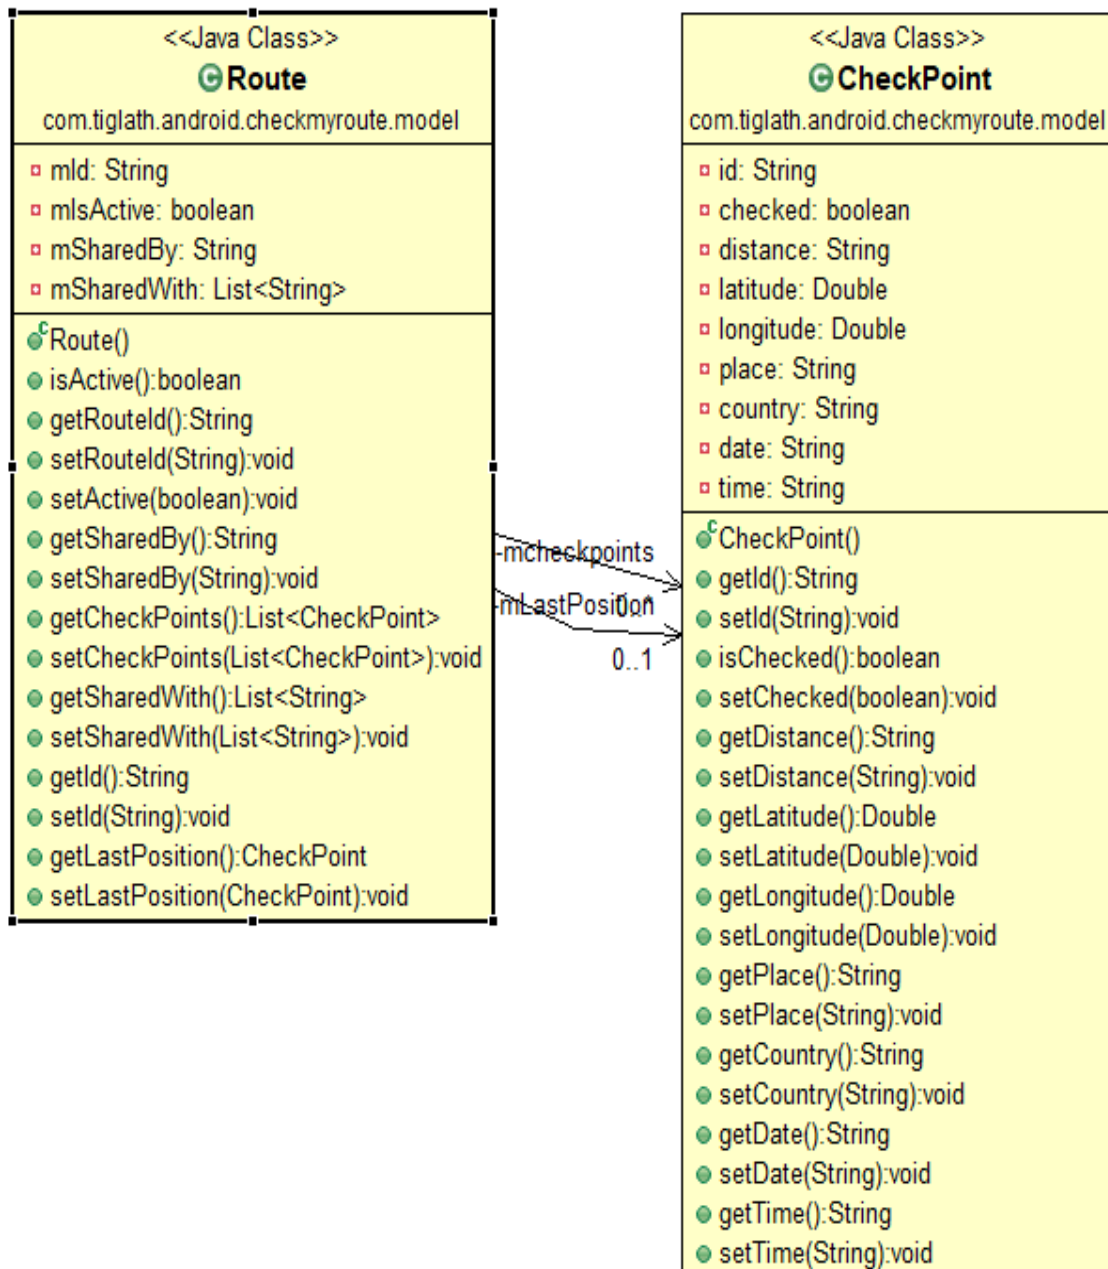 <<Java Class>>
Route
com.tiglath.android.checkmyroute.model
mId: String
mIsActive: boolean
mSharedBy: String
mSharedWith: List<String>
Route()
isActive():boolean
getRouteId():String
setRouteId(String):void
setActive(boolean):void
getSharedBy():String
setSharedBy(String):void
getCheckPoints():List<CheckPoint>
setCheckPoints(List<CheckPoint>):void
getSharedWith():List<String>
setSharedWith(List<String>):void
getId():String
setId(String):void
getLastPosition():CheckPoint
setLastPosition(CheckPoint):void
-mcheckpoints
0..*
-mLastPosition
0..1
<<Java Class>>
CheckPoint
com.tiglath.android.checkmyroute.model
id: String
checked: boolean
distance: String
latitude: Double
longitude: Double
place: String
country: String
date: String
time: String
CheckPoint()
getId():String
setId(String):void
isChecked():boolean
setChecked(boolean):void
getDistance():String
setDistance(String):void
getLatitude():Double
setLatitude(Double):void
getLongitude():Double
setLongitude(Double):void
getPlace():String
setPlace(String):void
getCountry():String
setCountry(String):void
getDate():String
setDate(String):void
getTime():String
setTime(String):void